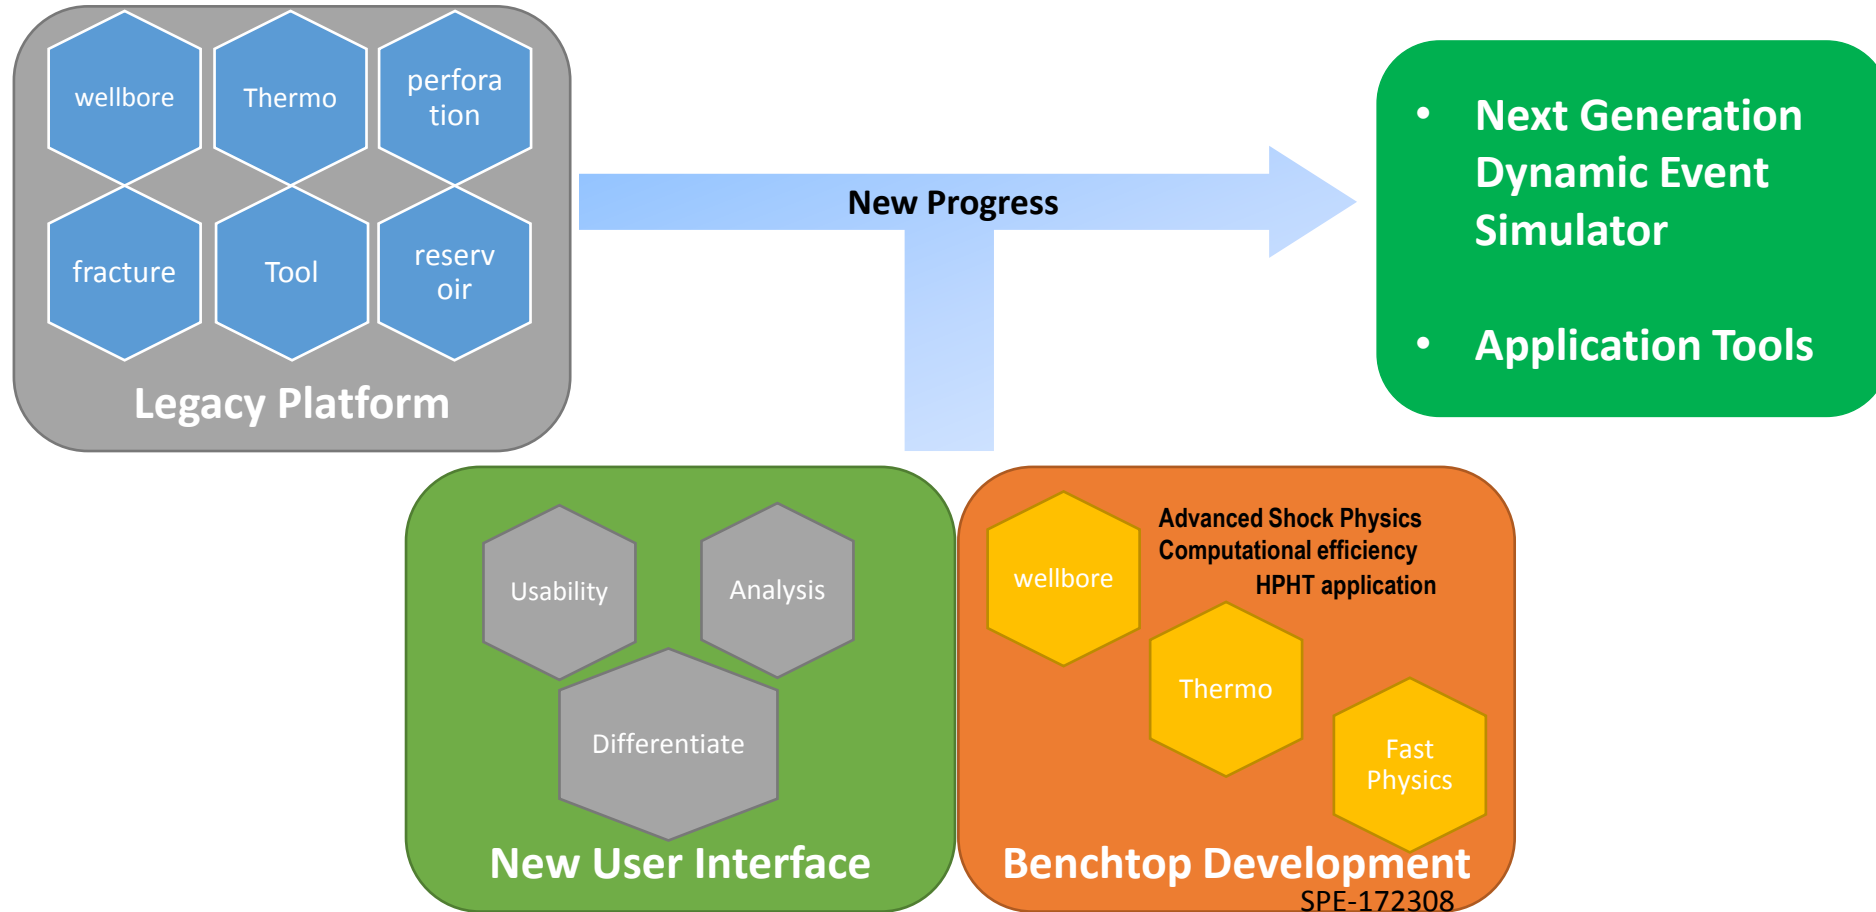 wellbore
Thermo
perfora
tion
fracture
Tool
reserv
oir
Legacy Platform
New Progress
• Next Generation
Dynamic Event
Simulator
• Application Tools
Usability
Analysis
Differentiate
New User Interface
wellbore
Advanced Shock Physics
Computational efficiency
HPHT application
Thermo
Fast
Physics
Benchtop Development
SPE-172308